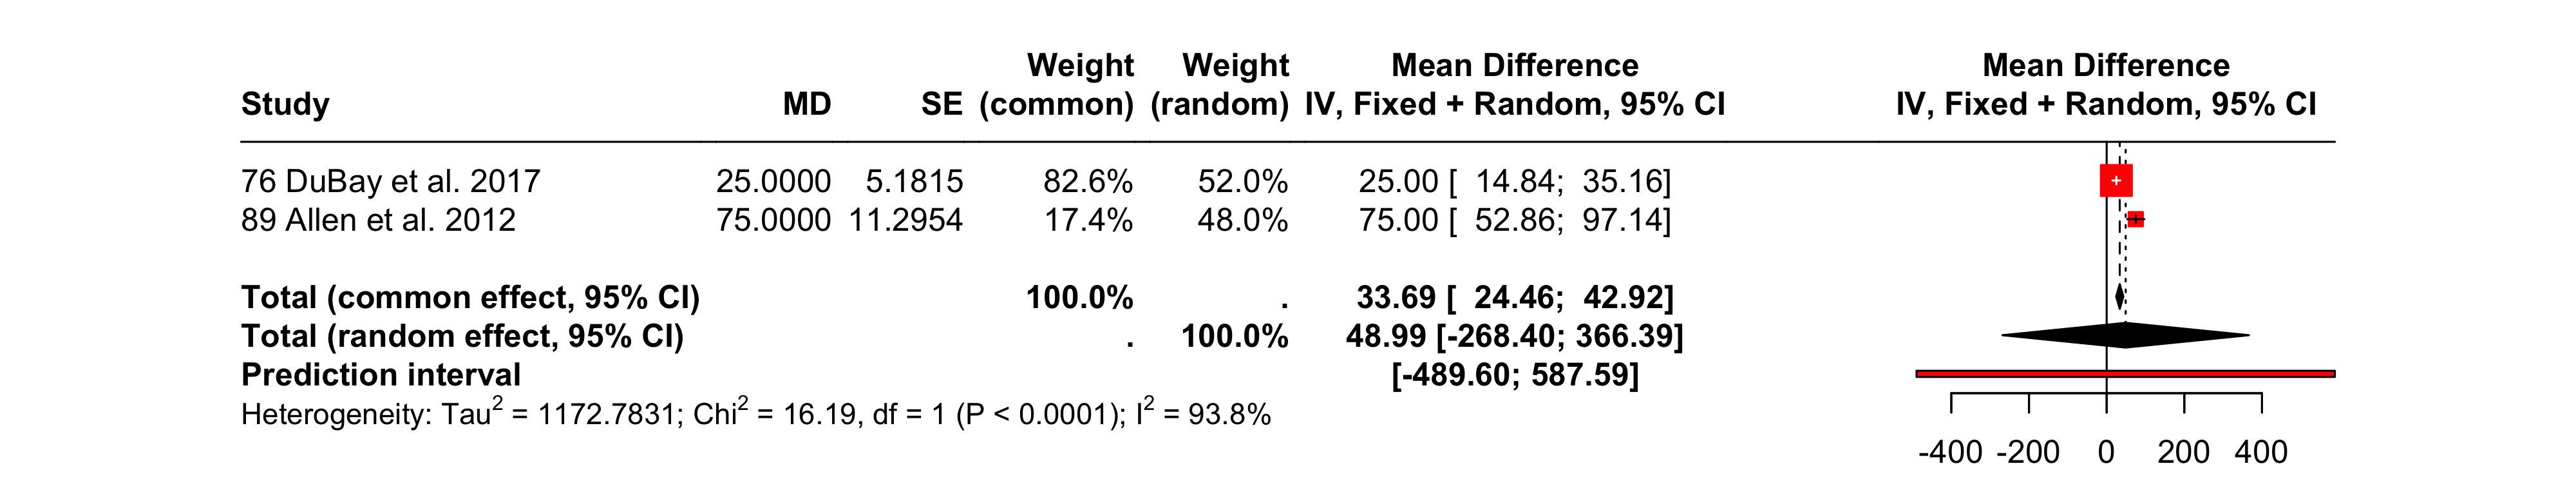 Weight Weight Mean Difference Mean Difference
Study MD SE (common) (random) IV, Fixed + Random, 95% CI IV, Fixed + Random, 95% CI
76 DuBay et al. 2017 25.0000 5.1815 82.6% 52.0% 25.00 [ 14.84; 35.16]
89 Allen et al. 2012 75.0000 11.2954 17.4% 48.0% 75.00 [ 52.86; 97.14]
Total (common effect, 95% CI) 100.0% . 33.69 [ 24.46; 42.92]
Total (random effect, 95% CI) . 100.0% 48.99 [-268.40; 366.39]
Prediction interval [-489.60; 587.59]
Heterogeneity: Tau² = 1172.7831; Chi² = 16.19, df = 1 (P < 0.0001); I² = 93.8%
-400 -200 0 200 400